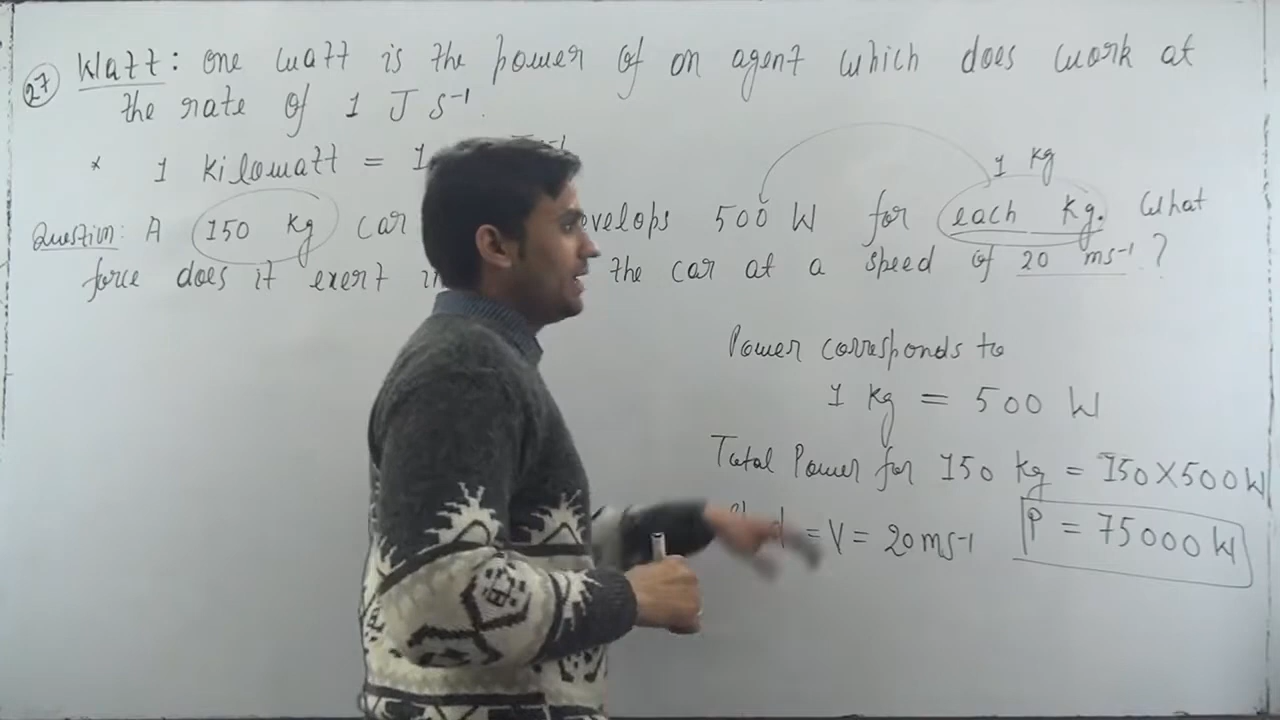 27 Watt: one watt is the power of on agent which does work at
the rate of 1 J s⁻¹.
* 1 kilowatt = 1
1 kg
Question: A 150 kg car velops 500 W for each kg. What
force does it exert in the car at a speed of 20 ms⁻¹ ?
Power corresponds to
1 kg = 500 W
Total Power for 150 kg = 150 X 500 W
= V = 20 ms⁻¹ P = 75000 W